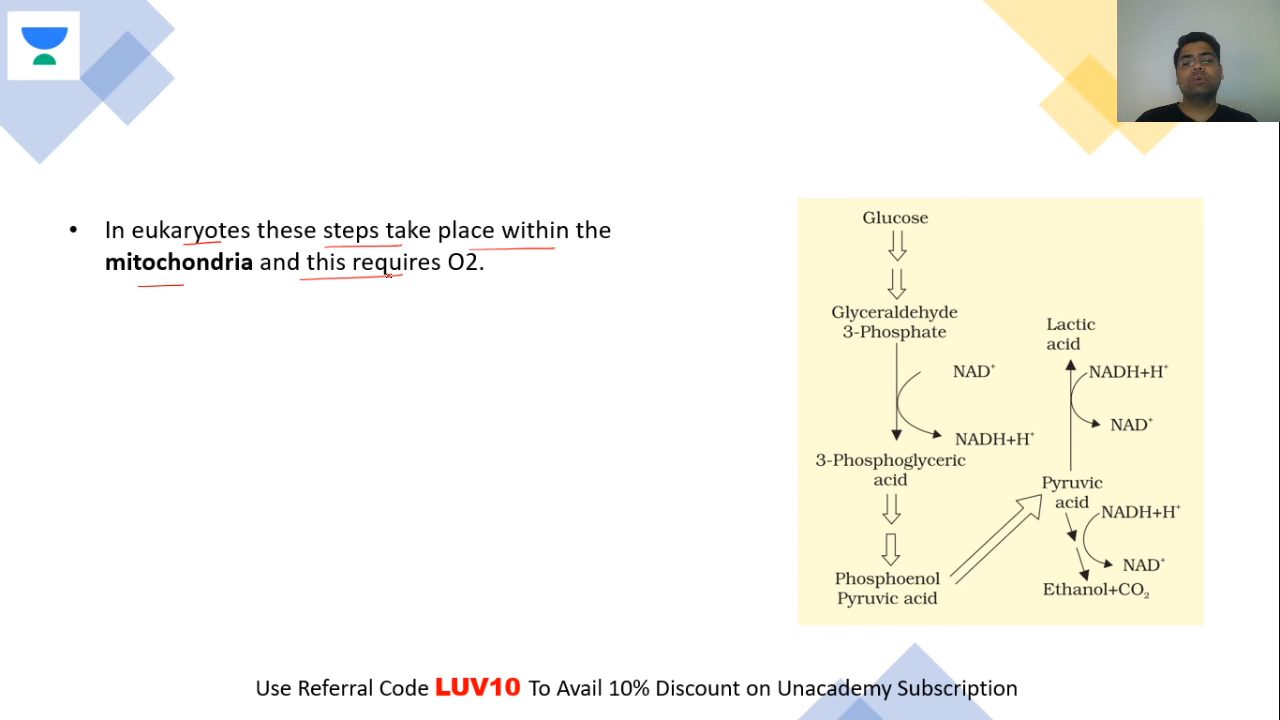 • In eukaryotes these steps take place within the
mitochondria and this requires O2.
Glucose
Glyceraldehyde
3-Phosphate
NAD⁺
NADH+H⁺
3-Phosphoglyceric
acid
Phosphoenol
Pyruvic acid
Lactic
acid
NADH+H⁺
NAD⁺
Pyruvic
acid
NADH+H⁺
NAD⁺
Ethanol+CO₂
Use Referral Code LUV10 To Avail 10% Discount on Unacademy Subscription